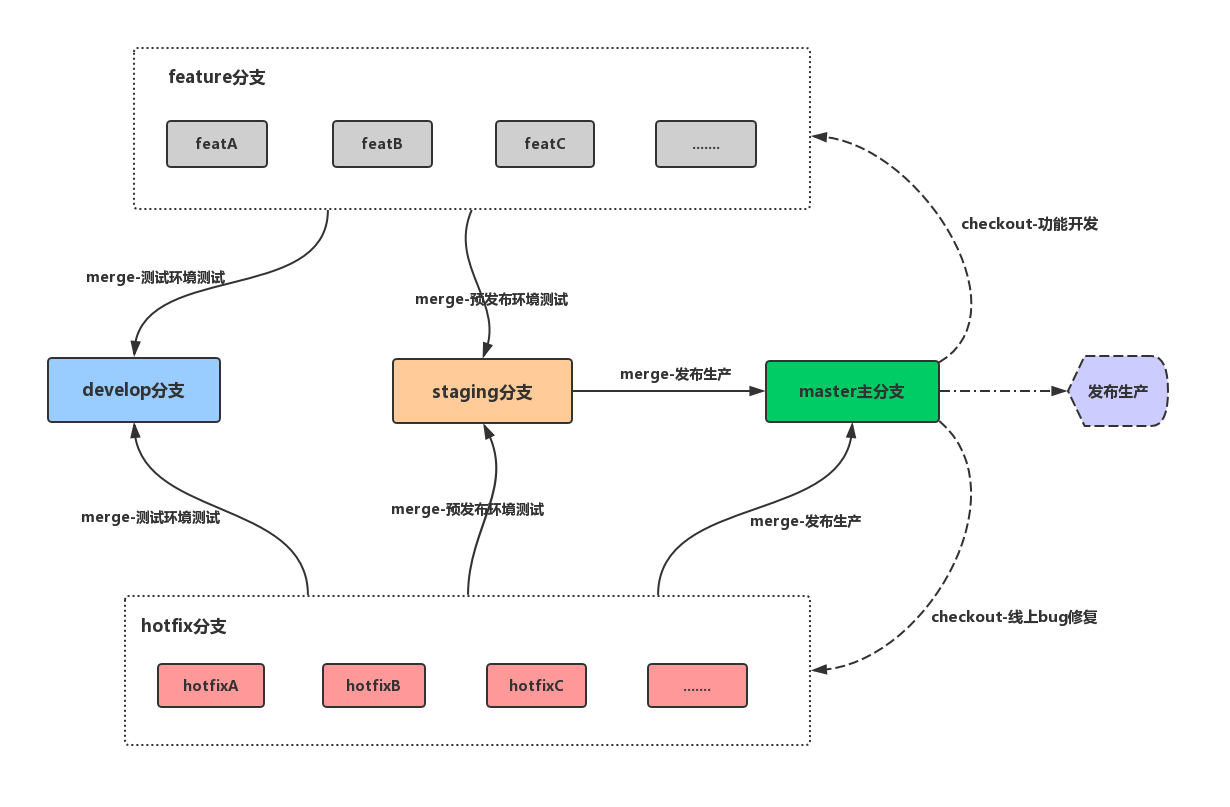 feature分支
featA
featB
featC
.......
checkout-功能开发
merge-测试环境测试
merge-预发布环境测试
develop分支
staging分支
merge-发布生产
master主分支
发布生产
merge-测试环境测试
merge-预发布环境测试
merge-发布生产
checkout-线上bug修复
hotfix分支
hotfixA
hotfixB
hotfixC
.......